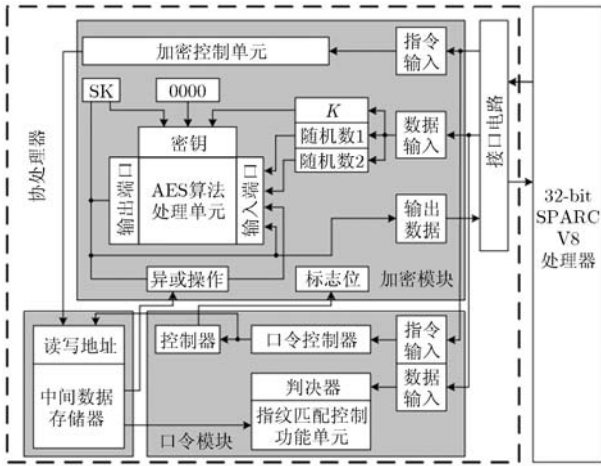 加密控制单元
指令
输入
SK
0000
K
随机数1
随机数2
数据
输入
密钥
输出端口
AES算法
处理单元
输入端口
输出
数据
异或操作
标志位
加密模块
协处理器
接口电路
32-bit
SPARC
V8
处理器
读写地址
中间数据
存储器
控制器
口令控制器
指令
输入
数据
输入
判决器
指纹匹配控制
功能单元
口令模块